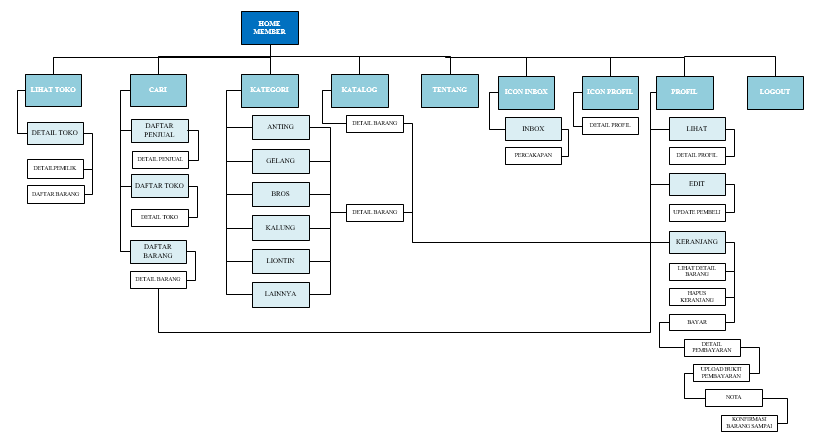 HOME
MEMBER
LIHAT TOKO
CARI
KATEGORI
KATALOG
TENTANG
ICON INBOX
ICON PROFIL
PROFIL
LOGOUT
DETAIL TOKO
DETAIL PEMILIK
DAFTAR BARANG
DAFTAR
PENJUAL
DETAIL PENJUAL
DAFTAR TOKO
DETAIL TOKO
DAFTAR
BARANG
DETAIL BARANG
ANTING
GELANG
BROS
KALUNG
LIONTIN
LAINNYA
DETAIL BARANG
DETAIL BARANG
INBOX
PERCAKAPAN
DETAIL PROFIL
LIHAT
DETAIL PROFIL
EDIT
UPDATE PEMBELI
KERANJANG
LIHAT DETAIL
BARANG
HAPUS
KERANJANG
BAYAR
DETAIL
PEMBAYARAN
UPLOAD BUKTI
PEMBAYARAN
NOTA
KONFIRMASI
BARANG SAMPAI